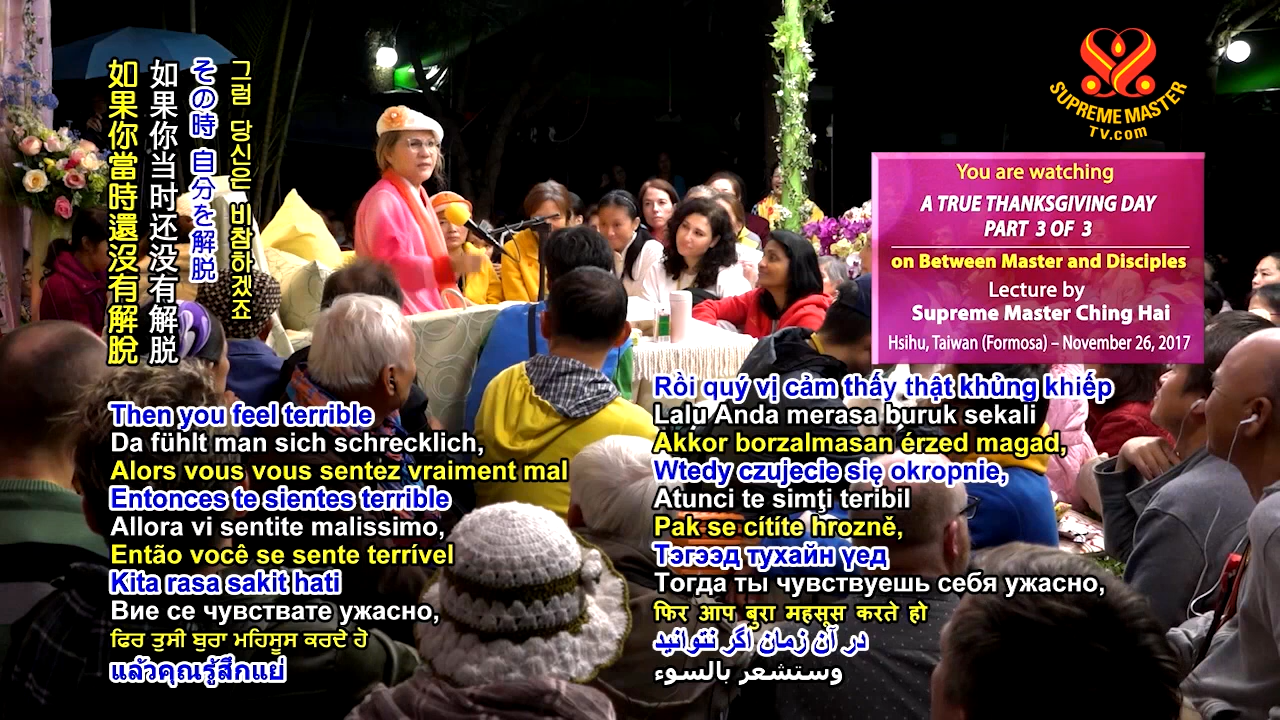 如果你當時還沒有解脫
如果你当时还没有解脱
その時 自分を解脱
그럼 당신은 비참하겠죠
SUPREME MASTER
TV.com
You are watching
A TRUE THANKSGIVING DAY
PART 3 OF 3
on Between Master and Disciples
Lecture by
Supreme Master Ching Hai
Hsihu, Taiwan (Formosa) – November 26, 2017
Then you feel terrible
Da fühlt man sich schrecklich,
Alors vous vous sentez vraiment mal
Entonces te sientes terrible
Allora vi sentite malissimo,
Então você se sente terrível
Kita rasa sakit hati
Вие се чувствате ужасно,
ਫਿਰ ਤੁਸੀ ਬੁਰਾ ਮਹਿਸੂਸ ਕਰਦੇ ਹੋ
แล้วคุณรู้สึกแย่
Rồi quý vị cảm thấy thật khủng khiếp
Lalu Anda merasa buruk sekali
Akkor borzalmasan érzed magad,
Wtedy czujecie się okropnie,
Atunci te simţi teribil
Pak se cítíte hrozně,
Тэгээд тухайн үед
Тогда ты чувствуешь себя ужасно,
फिर आप बुरा महसूस करते हो
در آن زمان اگر نتوانید
وستشعر بالسوء